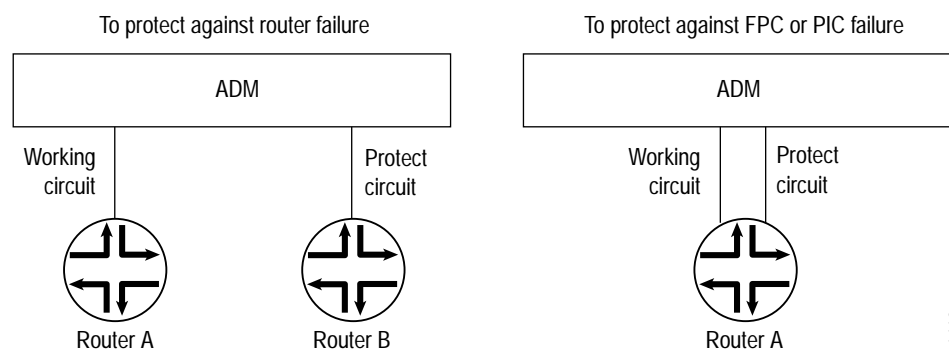 To protect against router failure
ADM
Working
circuit
Protect
circuit
Router A
Router B
To protect against FPC or PIC failure
ADM
Working
circuit
Protect
circuit
Router A